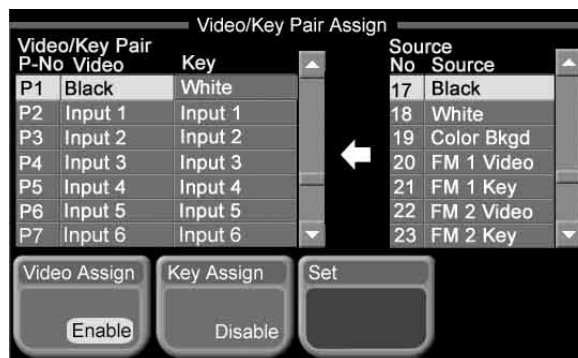 Video/Key Pair Assign
Video/Key Pair
P-No Video Key
P1 Black White
P2 Input 1 Input 1
P3 Input 2 Input 2
P4 Input 3 Input 3
P5 Input 4 Input 4
P6 Input 5 Input 5
P7 Input 6 Input 6
Source
No Source
17 Black
18 White
19 Color Bkgd
20 FM 1 Video
21 FM 1 Key
22 FM 2 Video
23 FM 2 Key
Video Assign
Enable
Key Assign
Disable
Set